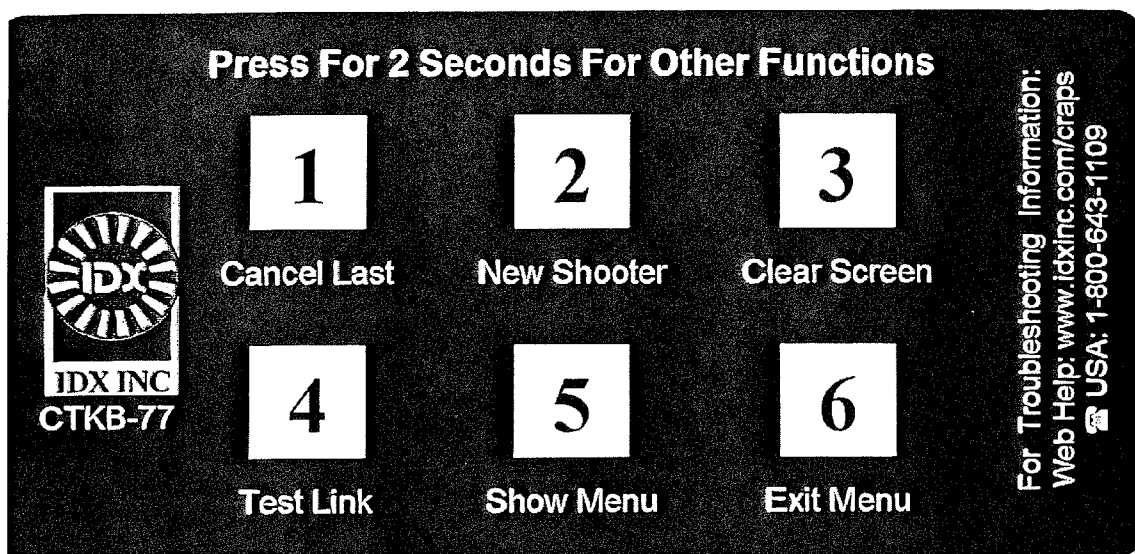 Press For 2 Seconds For Other Functions
1 2 3
Cancel Last New Shooter Clear Screen
IDX
IDX INC
CTKB-77
4 5 6
Test Link Show Menu Exit Menu
For Troubleshooting Information:
Web Help: www.idxinc.com/craps
☎ USA: 1-800-643-1109